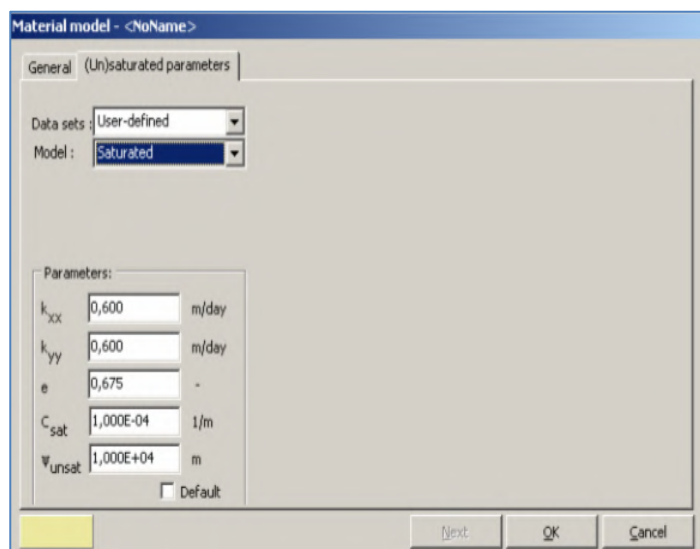 Material model - <NoName>
General (Un)saturated parameters
Data sets : User-defined
Model : Saturated
Parameters:
kxx 0,600 m/day
kyy 0,600 m/day
e 0,675 -
Csat 1,000E-04 1/m
Ψunsat 1,000E+04 m
Default
Next OK Cancel